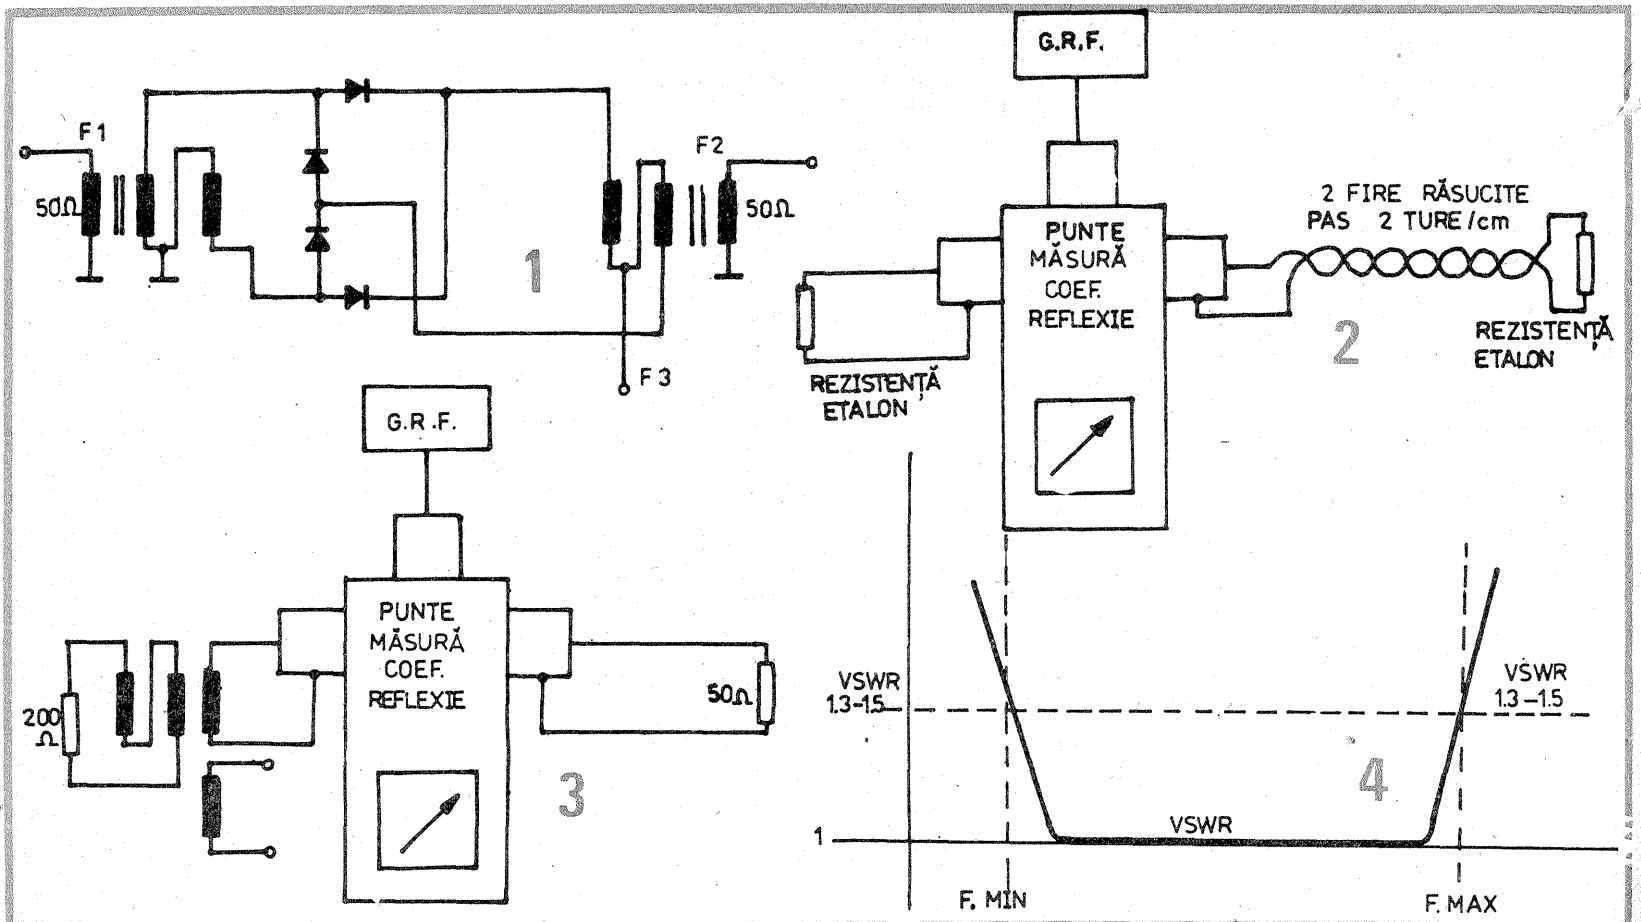 F1
50Ω
F2
50Ω
F3
1
G.R.F.
PUNTE
MĂSURĂ
COEF.
REFLEXIE
2 FIRE RĂSUCITE
PAS 2 TURE/cm
REZISTENȚĂ
ETALON
REZISTENȚĂ
ETALON
2
G.R.F.
PUNTE
MĂSURĂ
COEF.
REFLEXIE
200
Ω
50Ω
3
VSWR
1.3–1.5
VSWR
1.3–1.5
4
1
VSWR
F. MIN
F. MAX